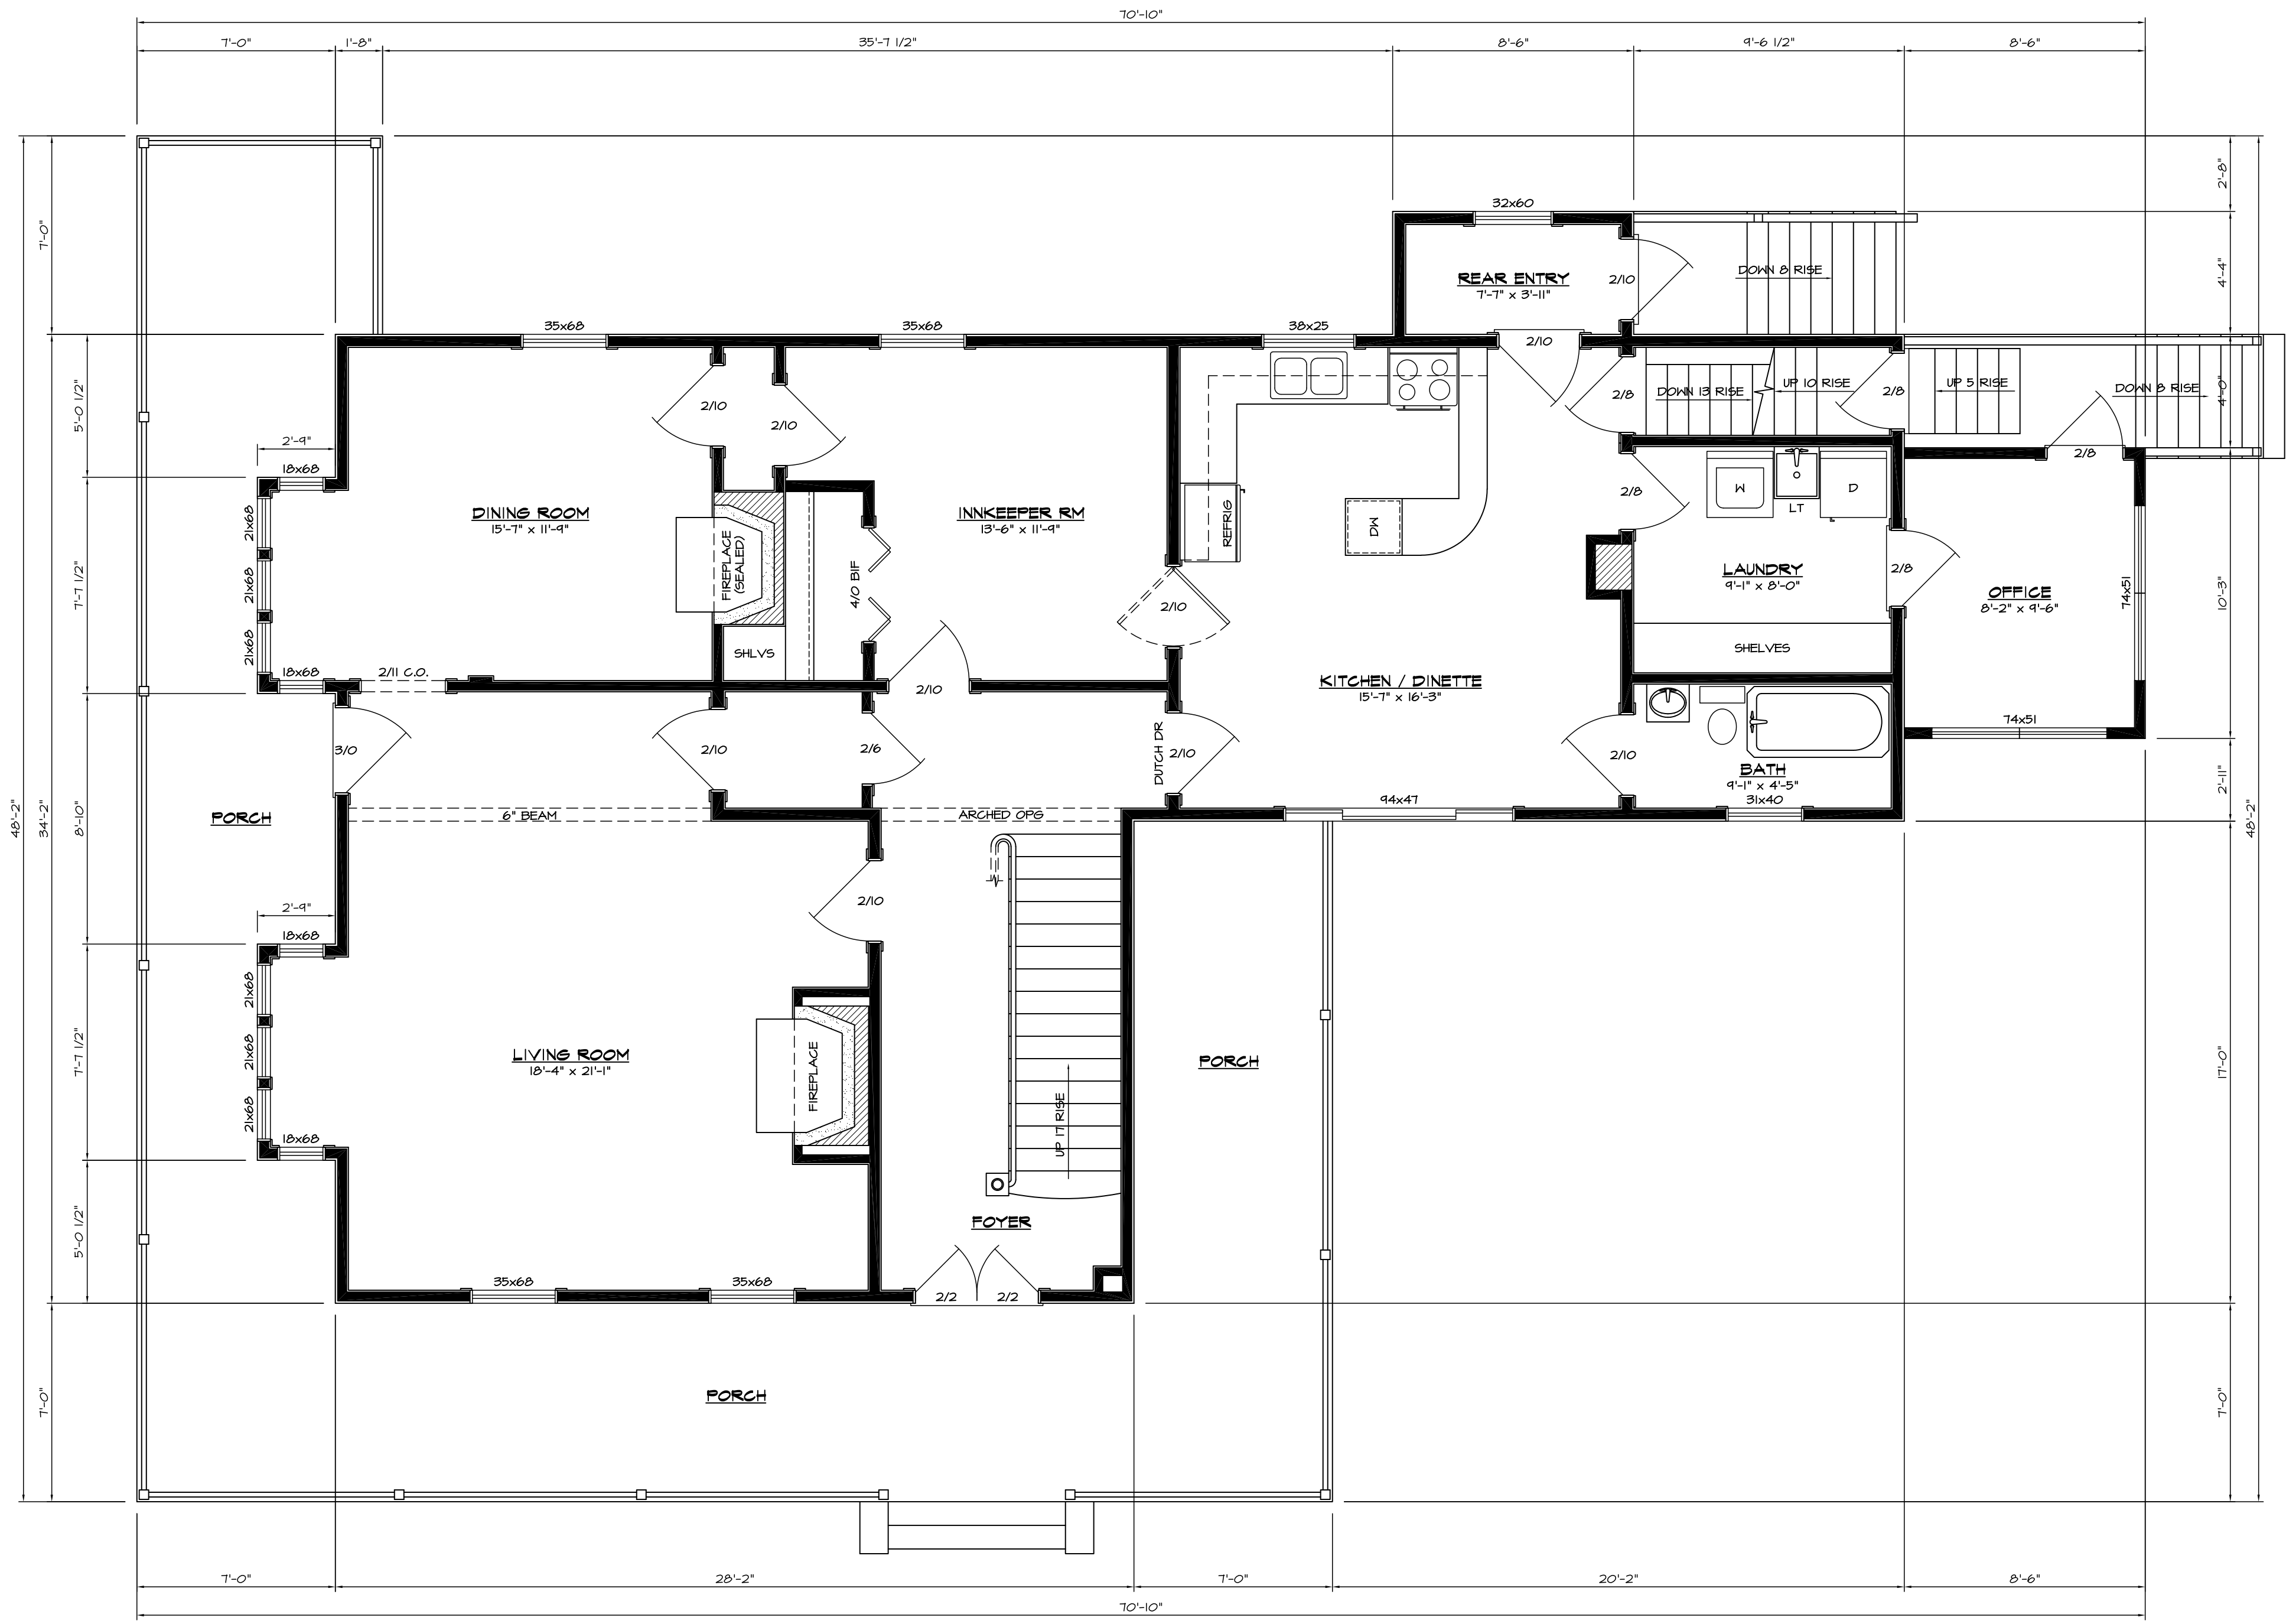 70'-10"
7'-0"
1'-8"
35'-7 1/2"
8'-6"
9'-6 1/2"
8'-6"
32x60
REAR ENTRY
7'-7" x 3'-11"
2/10
DOWN 8 RISE
2'-8"
4'-4"
7'-0"
35x68
35x68
38x25
2/10
4'-0"
5'-0 1/2"
2/10
2/10
2/8
DOWN 13 RISE
UP 10 RISE
2/8
UP 5 RISE
DOWN 8 RISE
2'-9"
18x68
2/8
21x68
21x68
21x68
7'-7 1/2"
DINING ROOM
15'-7" x 11'-9"
FIREPLACE
(SEALED)
SHLVS
4/0 BIF
INNKEEPER RM
13'-6" x 11'-9"
REFRIG
DW
2/10
2/8
W
LT
D
LAUNDRY
9'-1" x 8'-0"
2/8
SHELVES
OFFICE
8'-2" x 9'-6"
74x51
74x51
10'-3"
18x68
2/11 C.O.
2/10
KITCHEN / DINETTE
15'-7" x 16'-3"
3/0
2/10
2/6
DUTCH DR
2/10
2/10
BATH
9'-1" x 4'-5"
31x40
94x47
2'-11"
48'-2"
34'-2"
8'-10"
48'-2"
PORCH
6" BEAM
ARCHED OPG
2/10
2'-9"
18x68
21x68
21x68
21x68
18x68
7'-7 1/2"
LIVING ROOM
18'-4" x 21'-1"
FIREPLACE
UP 17 RISE
PORCH
17'-0"
5'-0 1/2"
FOYER
35x68
35x68
2/2
2/2
7'-0"
PORCH
7'-0"
7'-0"
28'-2"
7'-0"
20'-2"
8'-6"
70'-10"